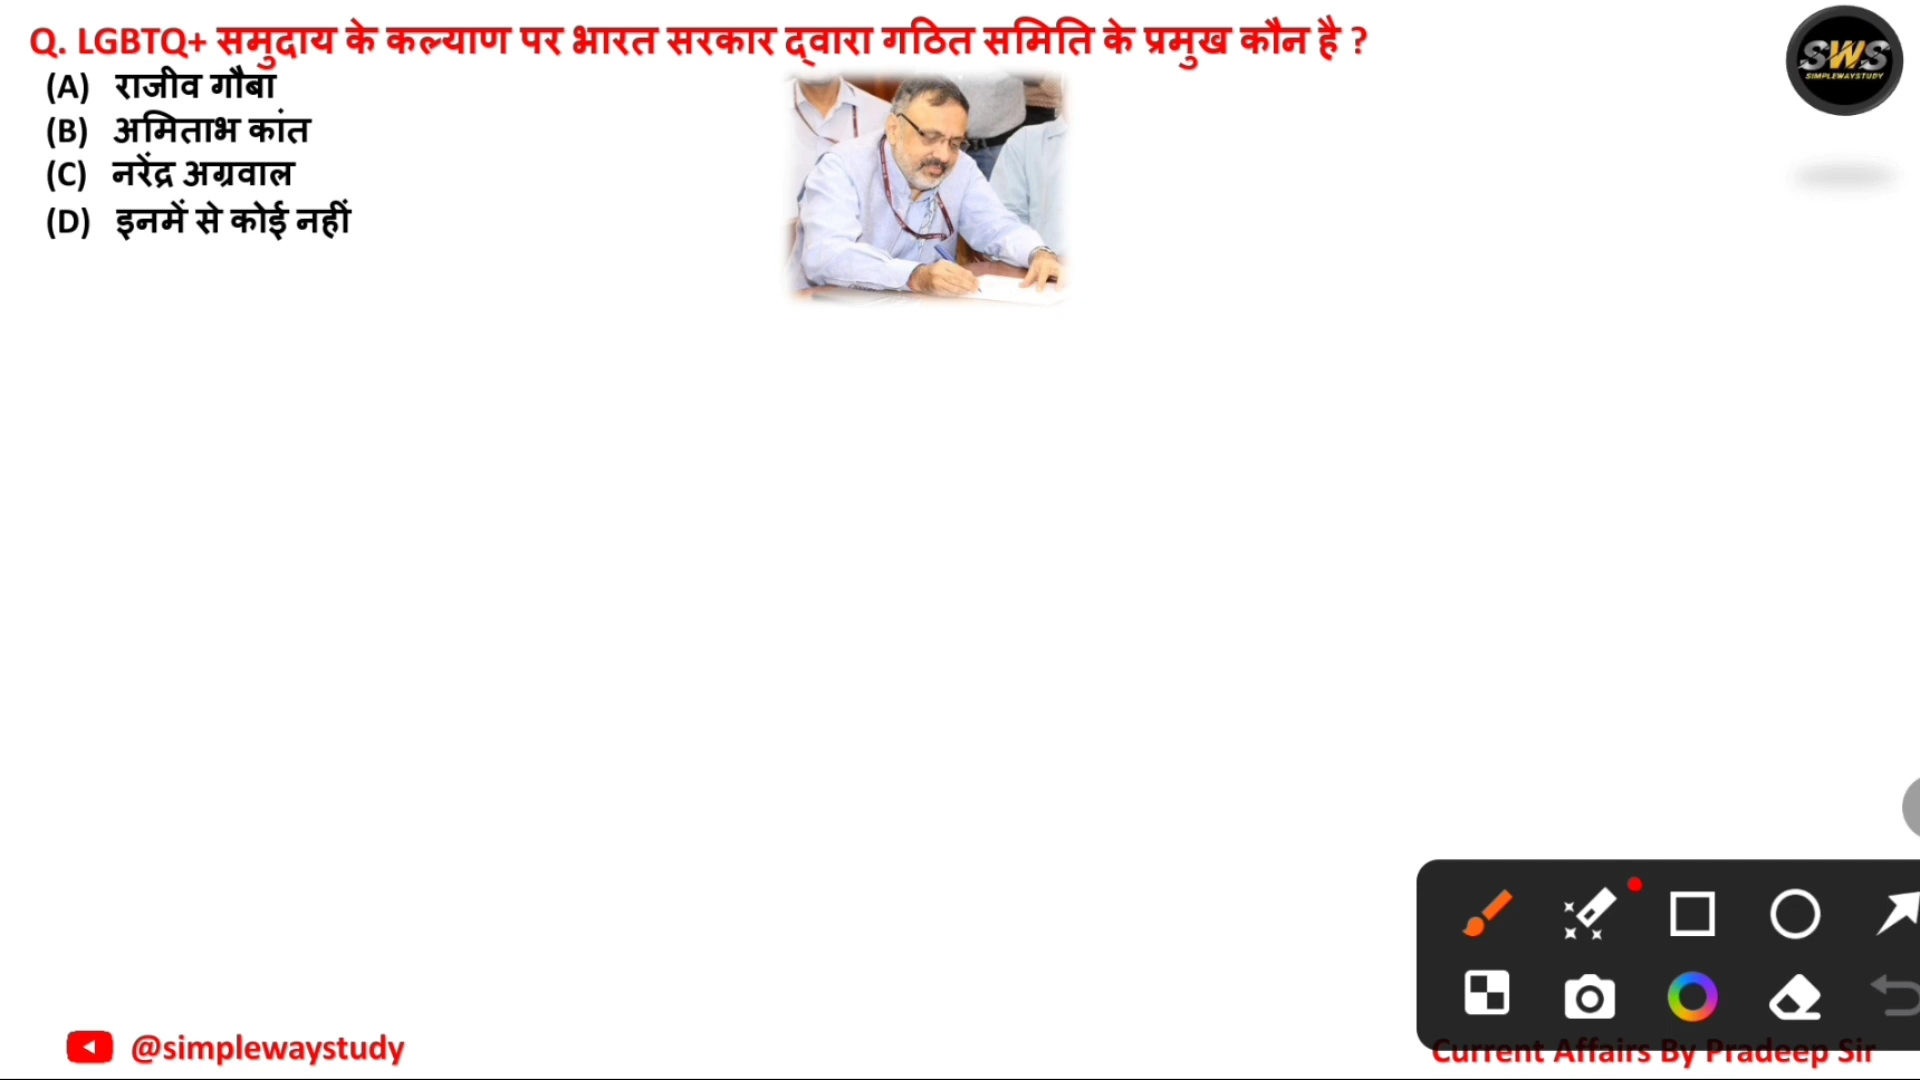 Q. LGBTQ+ समुदाय के कल्याण पर भारत सरकार द्वारा गठित समिति के प्रमुख कौन है ?
(A) राजीव गौबा
(B) अमिताभ कांत
(C) नरेंद्र अग्रवाल
(D) इनमें से कोई नहीं
SWS
SIMPLEWAYSTUDY
@simplewaystudy
Current Affairs By Pradeep Sir